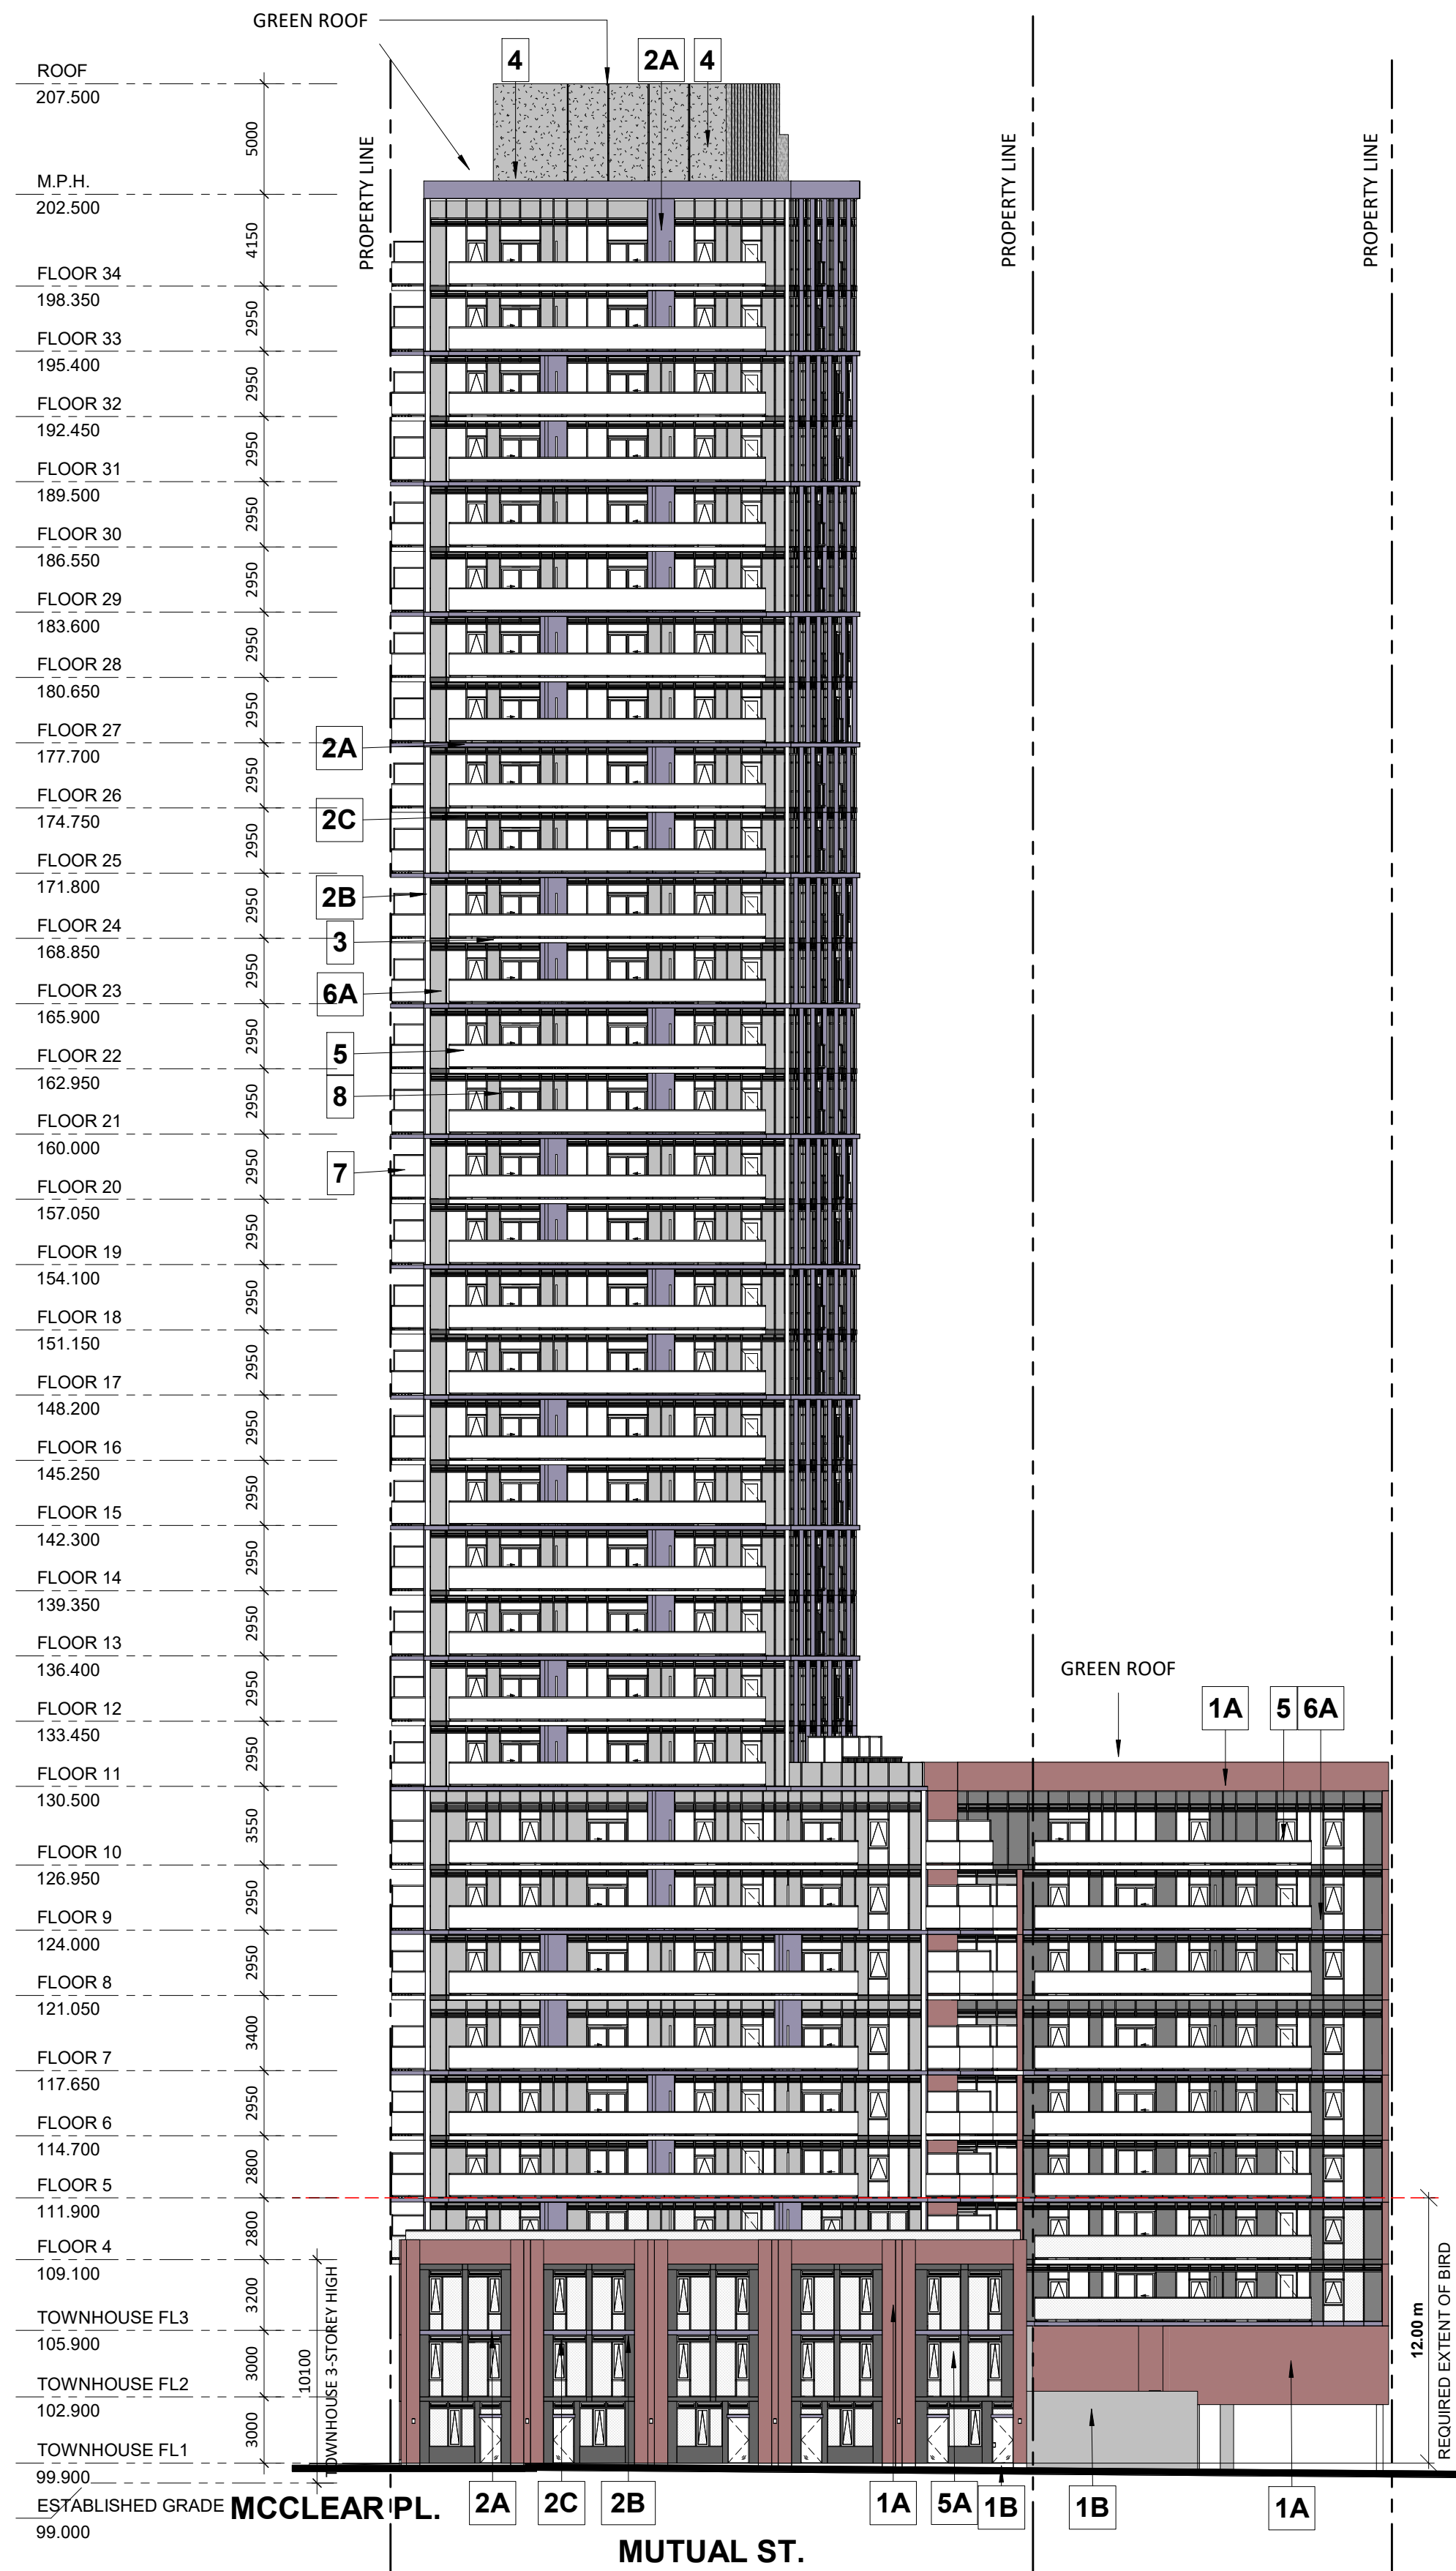 GREEN ROOF
4
2A
4
ROOF
207.500
5000
PROPERTY LINE
PROPERTY LINE
PROPERTY LINE
M.P.H.
202.500
4150
FLOOR 34
198.350
2950
FLOOR 33
195.400
2950
FLOOR 32
192.450
2950
FLOOR 31
189.500
2950
FLOOR 30
186.550
2950
FLOOR 29
183.600
2950
FLOOR 28
180.650
2950
FLOOR 27
177.700
2A
2950
FLOOR 26
174.750
2C
2950
FLOOR 25
171.800
2B
2950
FLOOR 24
168.850
3
2950
FLOOR 23
165.900
6A
2950
FLOOR 22
162.950
5
2950
8
FLOOR 21
160.000
2950
7
FLOOR 20
157.050
2950
FLOOR 19
154.100
2950
FLOOR 18
151.150
2950
FLOOR 17
148.200
2950
FLOOR 16
145.250
2950
FLOOR 15
142.300
2950
FLOOR 14
139.350
2950
FLOOR 13
136.400
2950
GREEN ROOF
1A
5
6A
FLOOR 12
133.450
2950
FLOOR 11
130.500
3550
FLOOR 10
126.950
2950
FLOOR 9
124.000
2950
FLOOR 8
121.050
3400
FLOOR 7
117.650
2950
FLOOR 6
114.700
2800
FLOOR 5
111.900
2800
FLOOR 4
109.100
3200
TOWNHOUSE FL3
105.900
3000
TOWNHOUSE FL2
102.900
3000
TOWNHOUSE FL1
99.900
10100
TOWNHOUSE 3-STOREY HIGH
12.00 m
REQUIRED EXTENT OF BIRD
1A
ESTABLISHED GRADE
99.000
MCCLEAR PL.
2A
2C
2B
1A
5A
1B
1B
1A
MUTUAL ST.